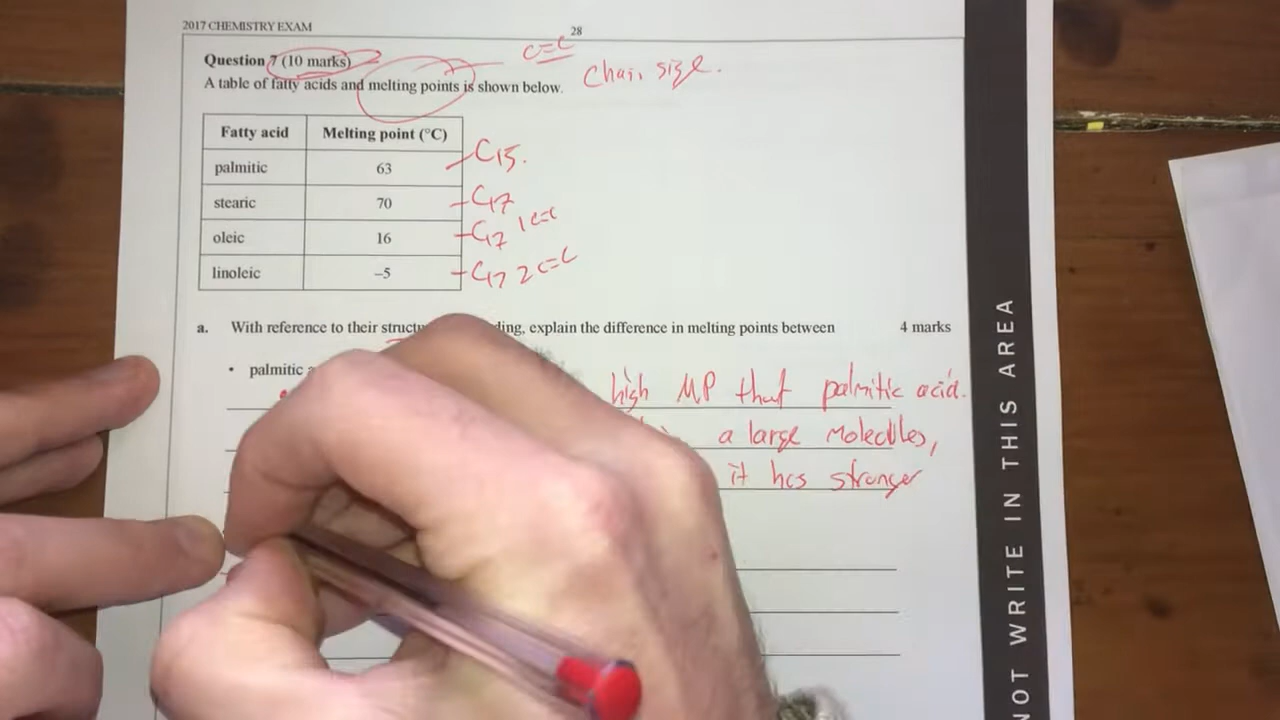 2017 CHEMISTRY EXAM 28
Question 7 (10 marks) C=C
Chain size.
A table of fatty acids and melting points is shown below.
Fatty acid Melting point (°C)
palmitic 63 C15.
stearic 70 C17
oleic 16 C17 1 C=C
linoleic –5 C17 2 C=C
a. With reference to their explain the difference in melting points between 4 marks
• palmitic
high MP that palmitic acid.
a large molecules,
it has stronger
NOT WRITE IN THIS AREA